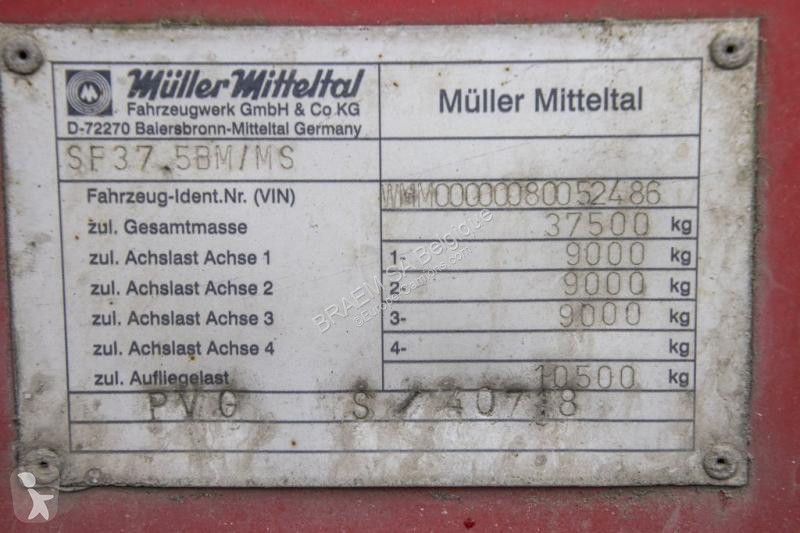 Müller Mitteltal
Fahrzeugwerk GmbH & Co KG
D-72270 Baiersbronn-Mitteltal Germany
Müller Mitteltal
SF37.5BM/MS
Fahrzeug-Ident.Nr. (VIN) WMM00000080052486
zul. Gesamtmasse 37500 kg
zul. Achslast Achse 1 1- 9000 kg
zul. Achslast Achse 2 2- 9000 kg
zul. Achslast Achse 3 3- 9000 kg
zul. Achslast Achse 4 4- kg
zul. Aufliegelast 10500 kg
PVG S/40718
BRAEM SA Belgique